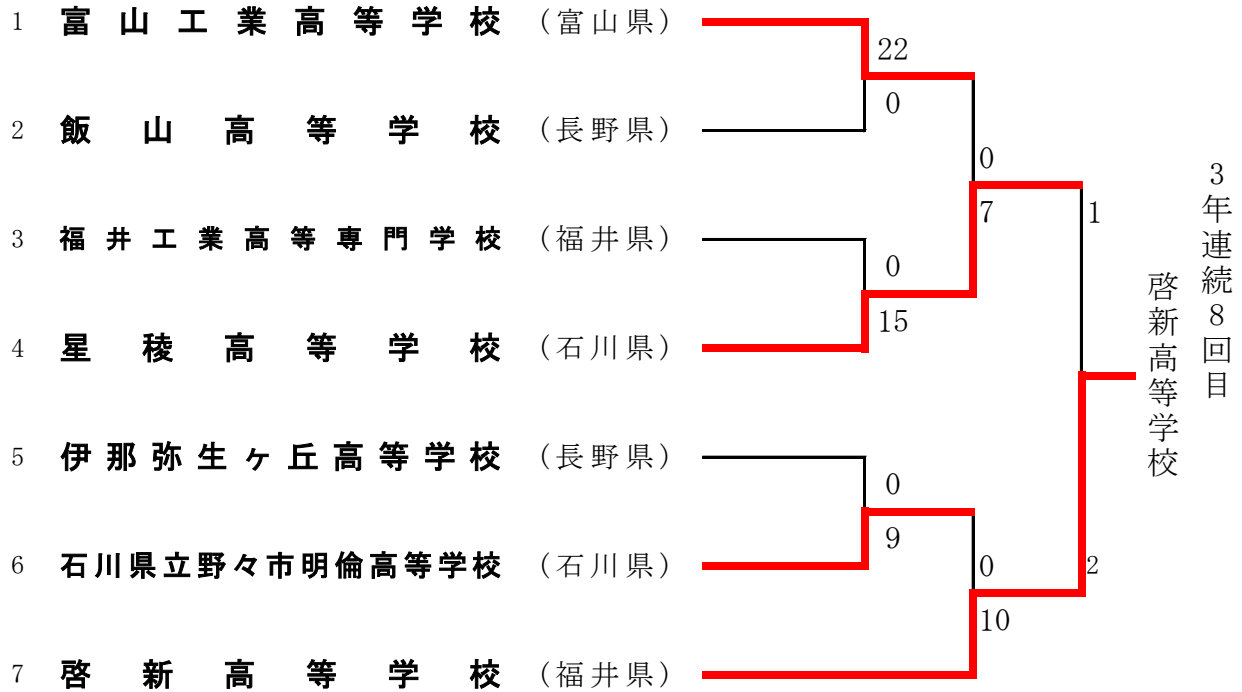 1 富山工業高等学校 (富山県)
22
0
2 飯山高等学校 (長野県)
0
7
1
3 福井工業高等専門学校 (福井県)
0
15
4 星稜高等学校 (石川県)
3年連続8回目
啓新高等学校
5 伊那弥生ヶ丘高等学校 (長野県)
0
9
6 石川県立野々市明倫高等学校 (石川県)
0
10
2
7 啓新高等学校 (福井県)